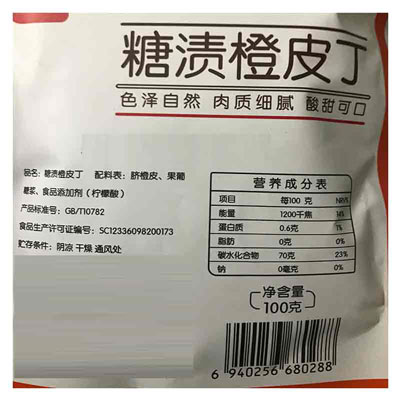 糖渍橙皮丁
色泽自然 肉质细腻 酸甜可口
品名：糖渍橙皮丁 配料表：脐橙皮、果葡
糖浆、食品添加剂（柠檬酸）
产品标准号：GB/T10782
食品生产许可证编号：SC12336098200173
贮存条件：阴凉 干燥 通风处
营养成分表
项目 每100 克 NRV%
能量 1200千焦 14%
蛋白质 0.6克 1%
脂肪 0克 0%
碳水化合物 70克 23%
钠 0毫克 0%
净含量
100克
6 940256 680288